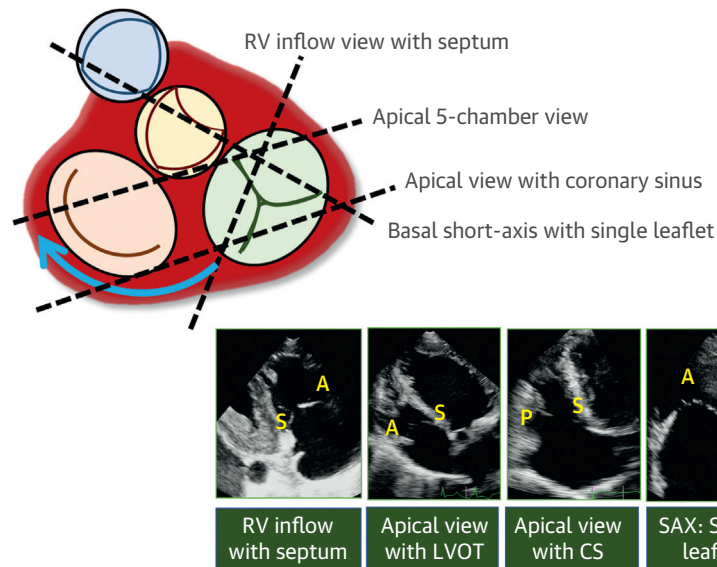 RV inflow view with septum
Apical 5-chamber view
Apical view with coronary sinus
Basal short-axis with single leaflet
A
S
S
A
S
P
A
RV inflow
with septum
Apical view
with LVOT
Apical view
with CS
SAX: